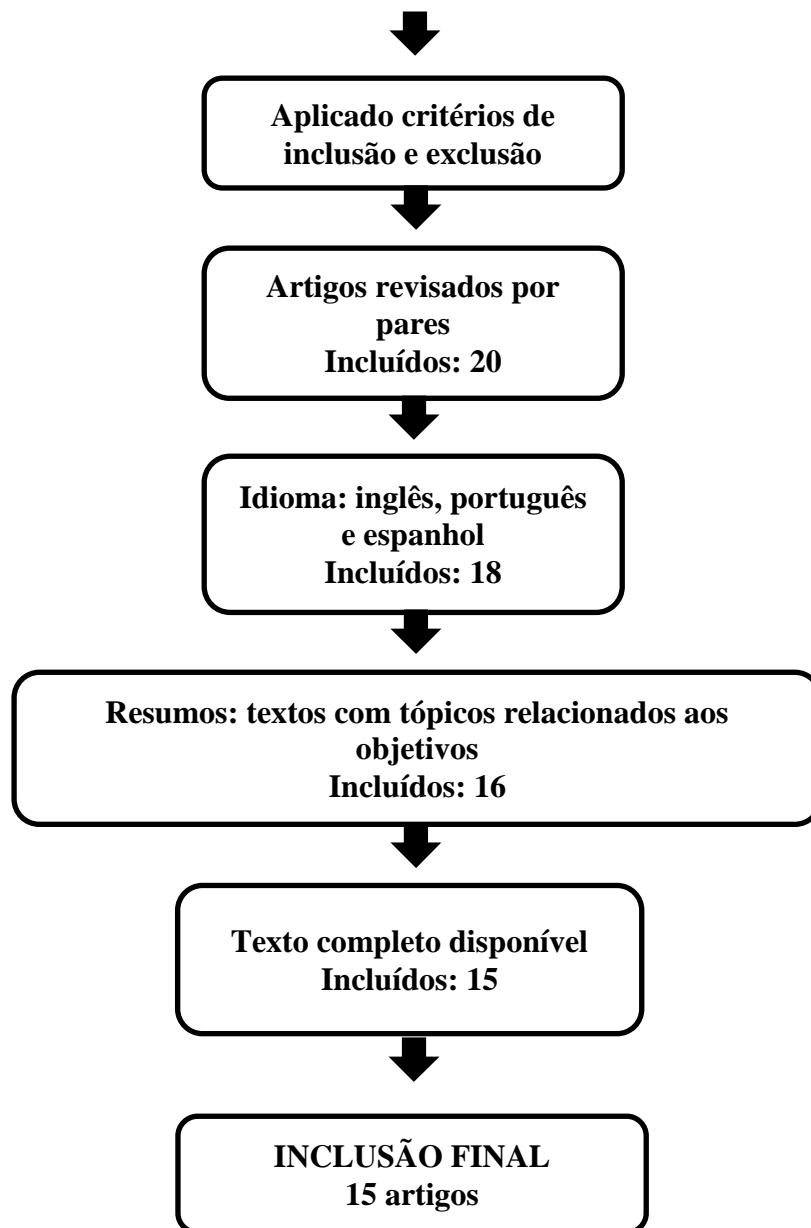 Aplicado critérios de
inclusão e exclusão
Artigos revisados por
pares
Incluídos: 20
Idioma: inglês, português
e espanhol
Incluídos: 18
Resumos: textos com tópicos relacionados aos
objetivos
Incluídos: 16
Texto completo disponível
Incluídos: 15
INCLUSÃO FINAL
15 artigos